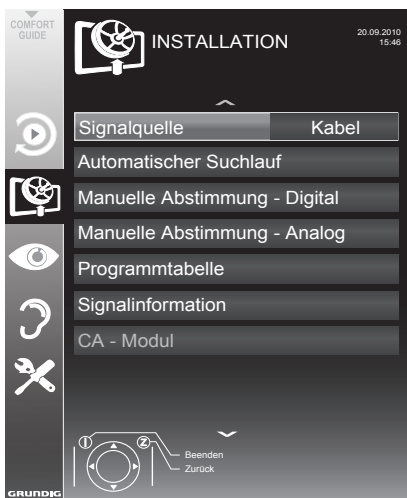 COMFORT
GUIDE
INSTALLATION
20.09.2010
15:46
Signalquelle Kabel
Automatischer Suchlauf
Manuelle Abstimmung - Digital
Manuelle Abstimmung - Analog
Programmtabelle
Signalinformation
CA - Modul
Z
Beenden
Zurück
GRUNDIG